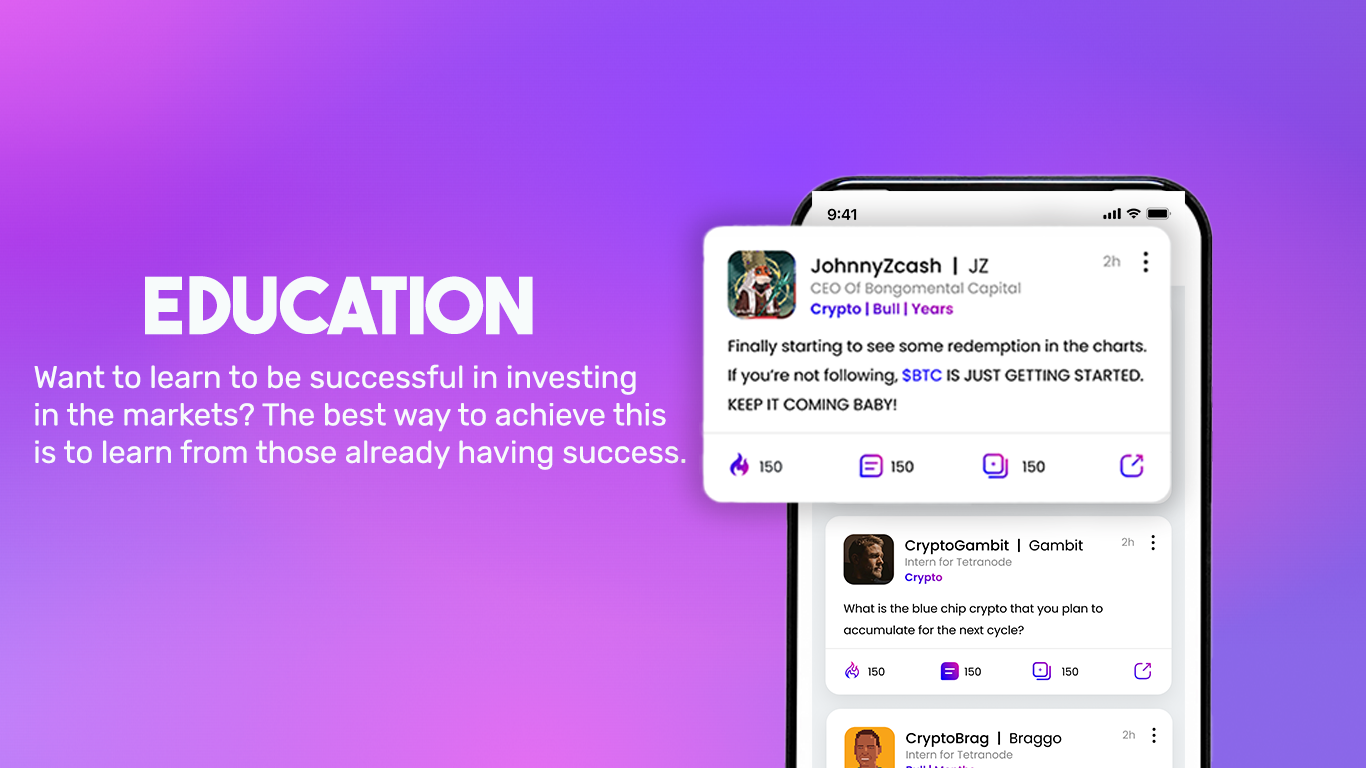 EDUCATION
Want to learn to be successful in investing
in the markets? The best way to achieve this
is to learn from those already having success.
9:41
JohnnyZcash | JZ
2h
CEO Of Bongomental Capital
Crypto | Bull | Years
Finally starting to see some redemption in the charts.
If you're not following, $BTC IS JUST GETTING STARTED.
KEEP IT COMING BABY!
150 150 150
CryptoGambit | Gambit
2h
Intern for Tetranode
Crypto
What is the blue chip crypto that you plan to
accumulate for the next cycle?
150 150 150
CryptoBrag | Braggo
2h
Intern for Tetranode
Bull | Months